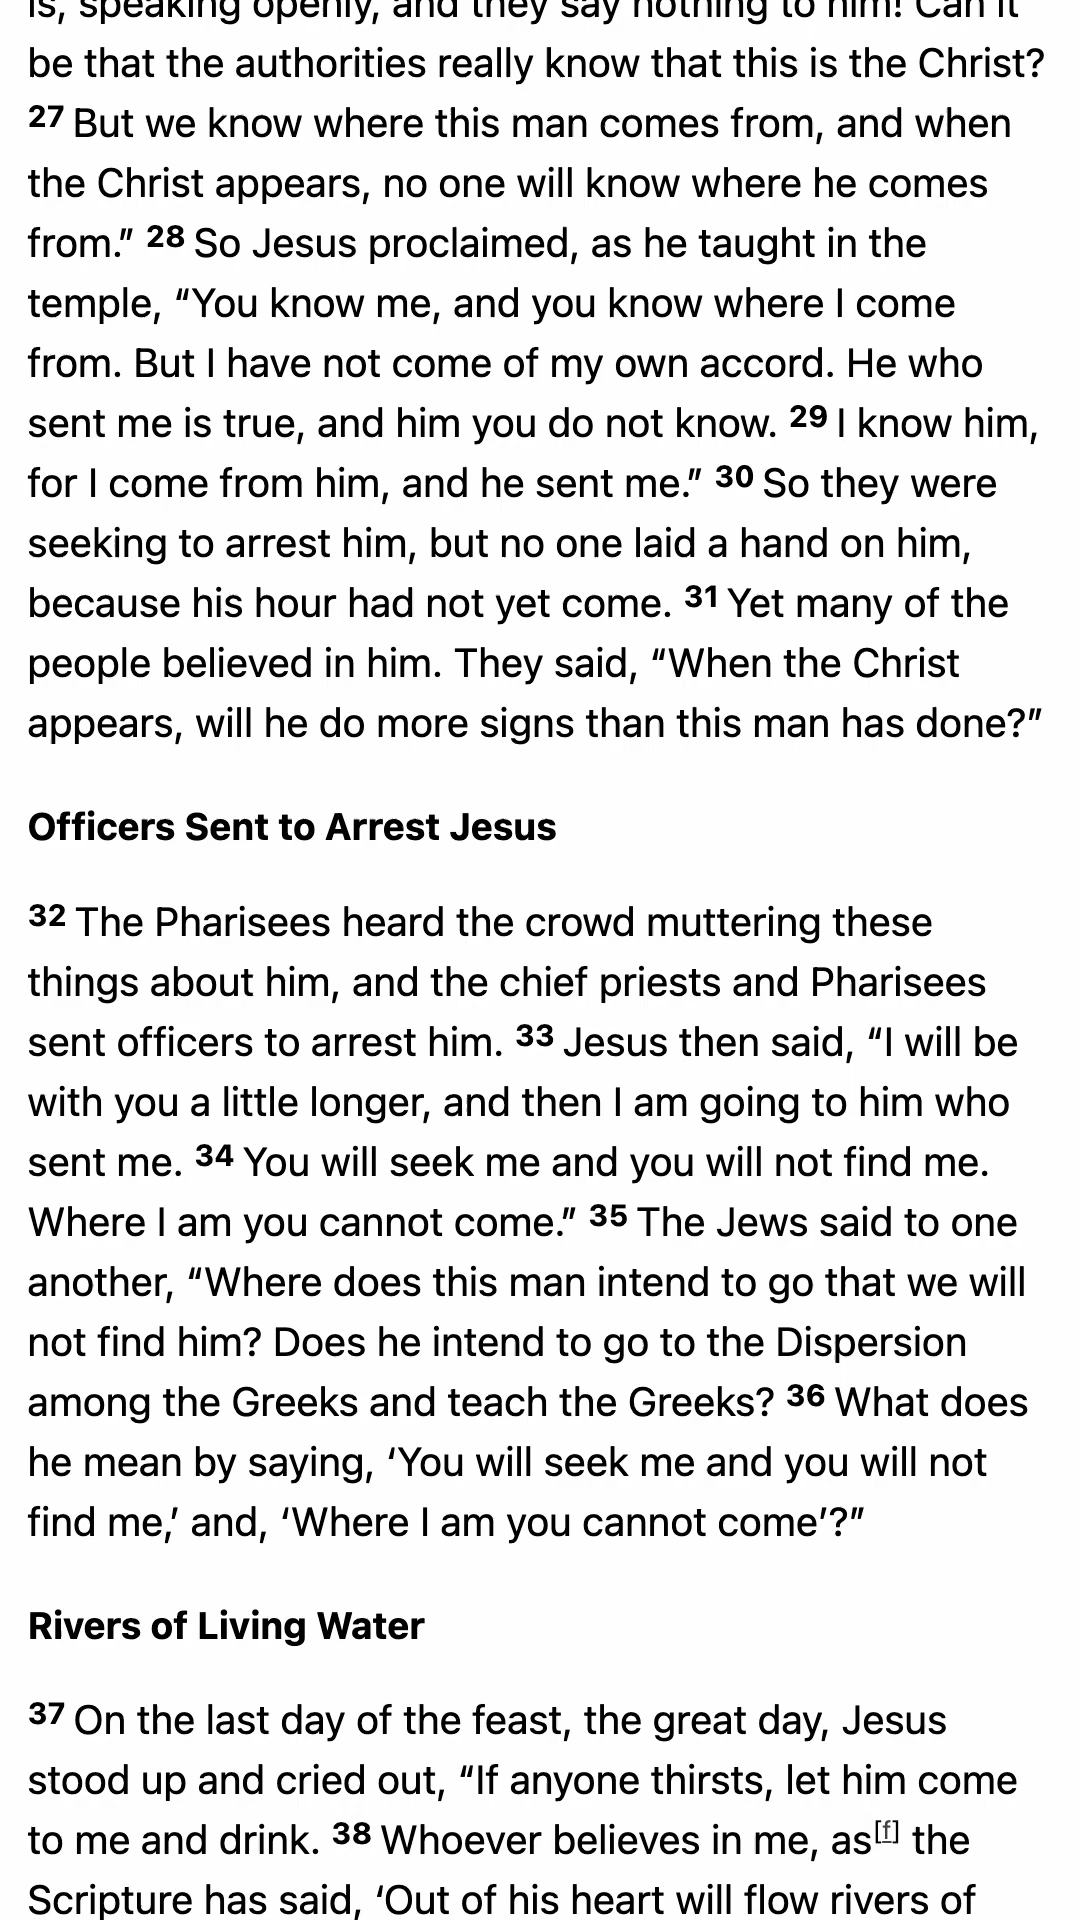 is, speaking openly, and they say nothing to him! Can it
be that the authorities really know that this is the Christ?
27 But we know where this man comes from, and when
the Christ appears, no one will know where he comes
from.” 28 So Jesus proclaimed, as he taught in the
temple, “You know me, and you know where I come
from. But I have not come of my own accord. He who
sent me is true, and him you do not know. 29 I know him,
for I come from him, and he sent me.” 30 So they were
seeking to arrest him, but no one laid a hand on him,
because his hour had not yet come. 31 Yet many of the
people believed in him. They said, “When the Christ
appears, will he do more signs than this man has done?”
Officers Sent to Arrest Jesus
32 The Pharisees heard the crowd muttering these
things about him, and the chief priests and Pharisees
sent officers to arrest him. 33 Jesus then said, “I will be
with you a little longer, and then I am going to him who
sent me. 34 You will seek me and you will not find me.
Where I am you cannot come.” 35 The Jews said to one
another, “Where does this man intend to go that we will
not find him? Does he intend to go to the Dispersion
among the Greeks and teach the Greeks? 36 What does
he mean by saying, ‘You will seek me and you will not
find me,’ and, ‘Where I am you cannot come’?”
Rivers of Living Water
37 On the last day of the feast, the great day, Jesus
stood up and cried out, “If anyone thirsts, let him come
to me and drink. 38 Whoever believes in me, as[f] the
Scripture has said, ‘Out of his heart will flow rivers of